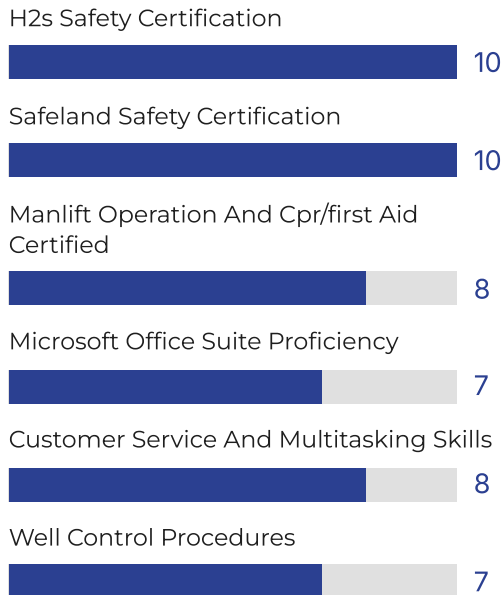 H2s Safety Certification
10
Safeland Safety Certification
10
Manlift Operation And Cpr/first Aid
Certified
8
Microsoft Office Suite Proficiency
7
Customer Service And Multitasking Skills
8
Well Control Procedures
7